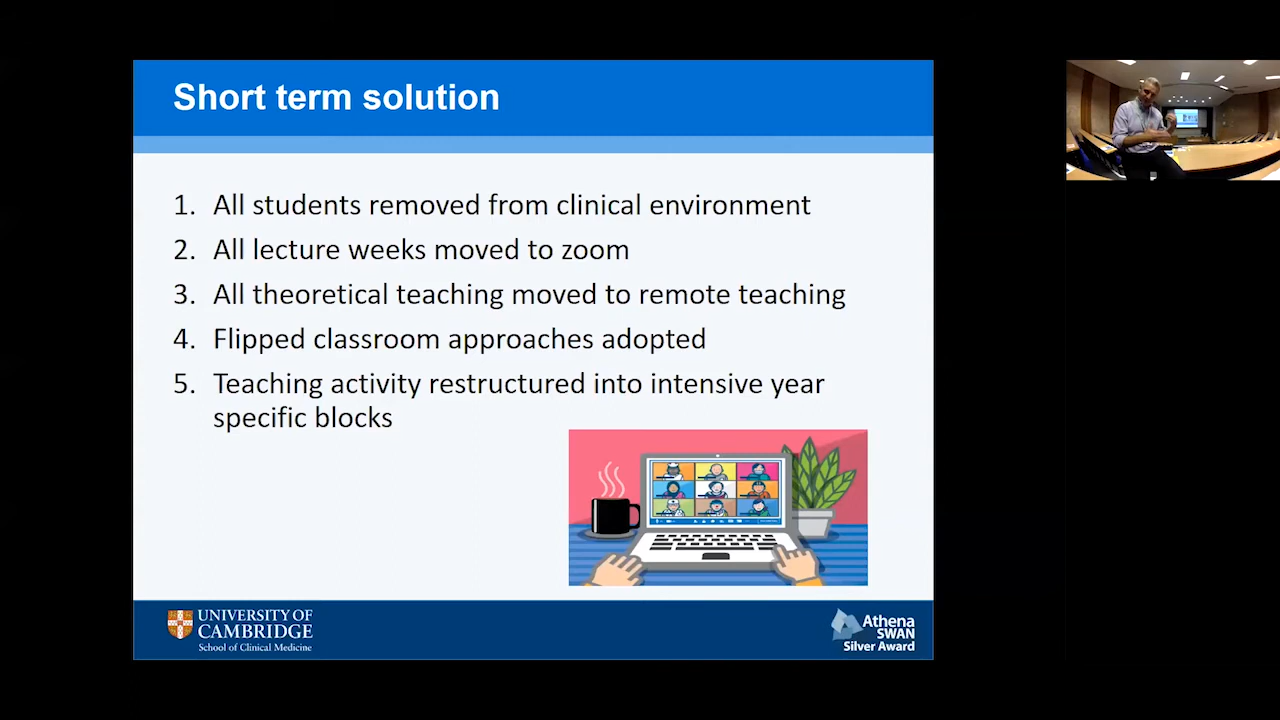 Short term solution
1. All students removed from clinical environment
2. All lecture weeks moved to zoom
3. All theoretical teaching moved to remote teaching
4. Flipped classroom approaches adopted
5. Teaching activity restructured into intensive year
specific blocks
UNIVERSITY OF
CAMBRIDGE
School of Clinical Medicine
Athena
SWAN
Silver Award